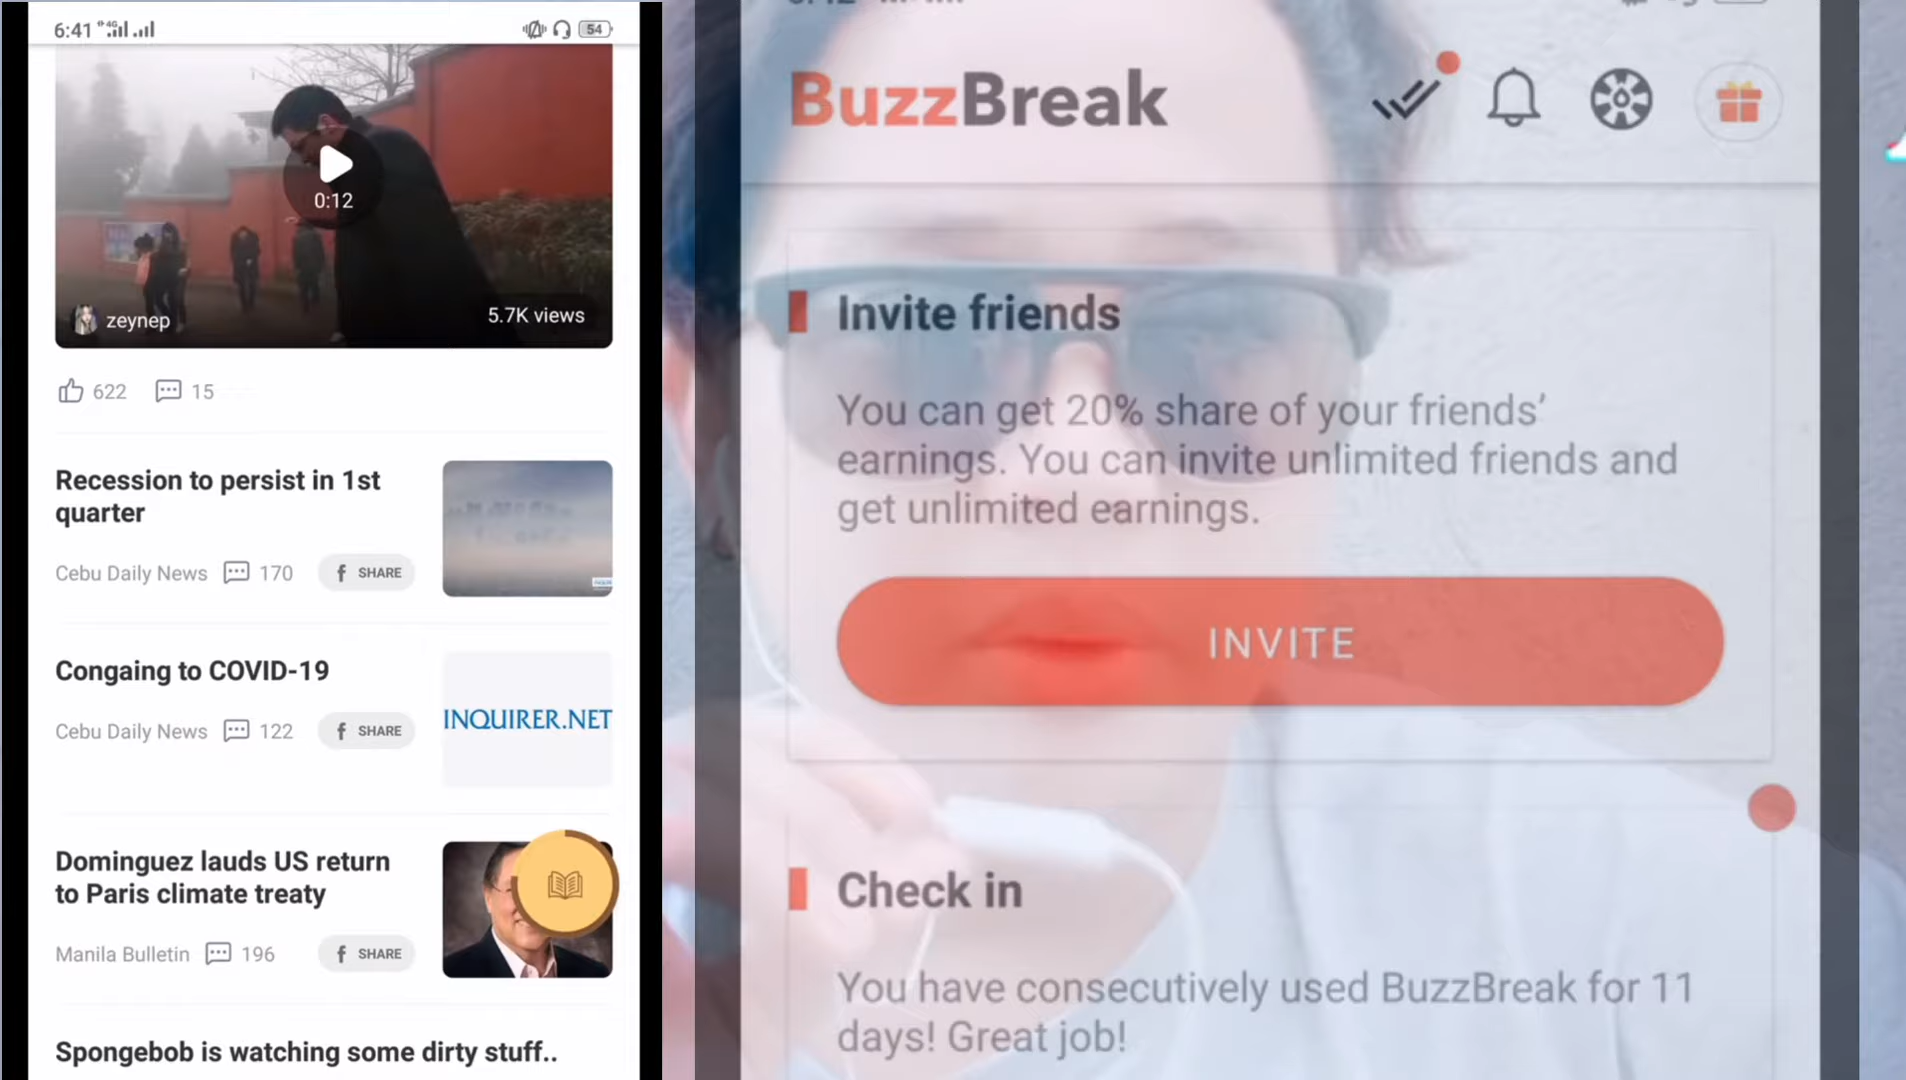 6:41
4G
54
0:12
zeynep
5.7K views
622
15
Recession to persist in 1st
quarter
Cebu Daily News
170
SHARE
Congaing to COVID-19
Cebu Daily News
122
SHARE
INQUIRER.NET
Dominguez lauds US return
to Paris climate treaty
Manila Bulletin
196
SHARE
Spongebob is watching some dirty stuff..
BuzzBreak
Invite friends
You can get 20% share of your friends’
earnings. You can invite unlimited friends and
get unlimited earnings.
INVITE
Check in
You have consecutively used BuzzBreak for 11
days! Great job!